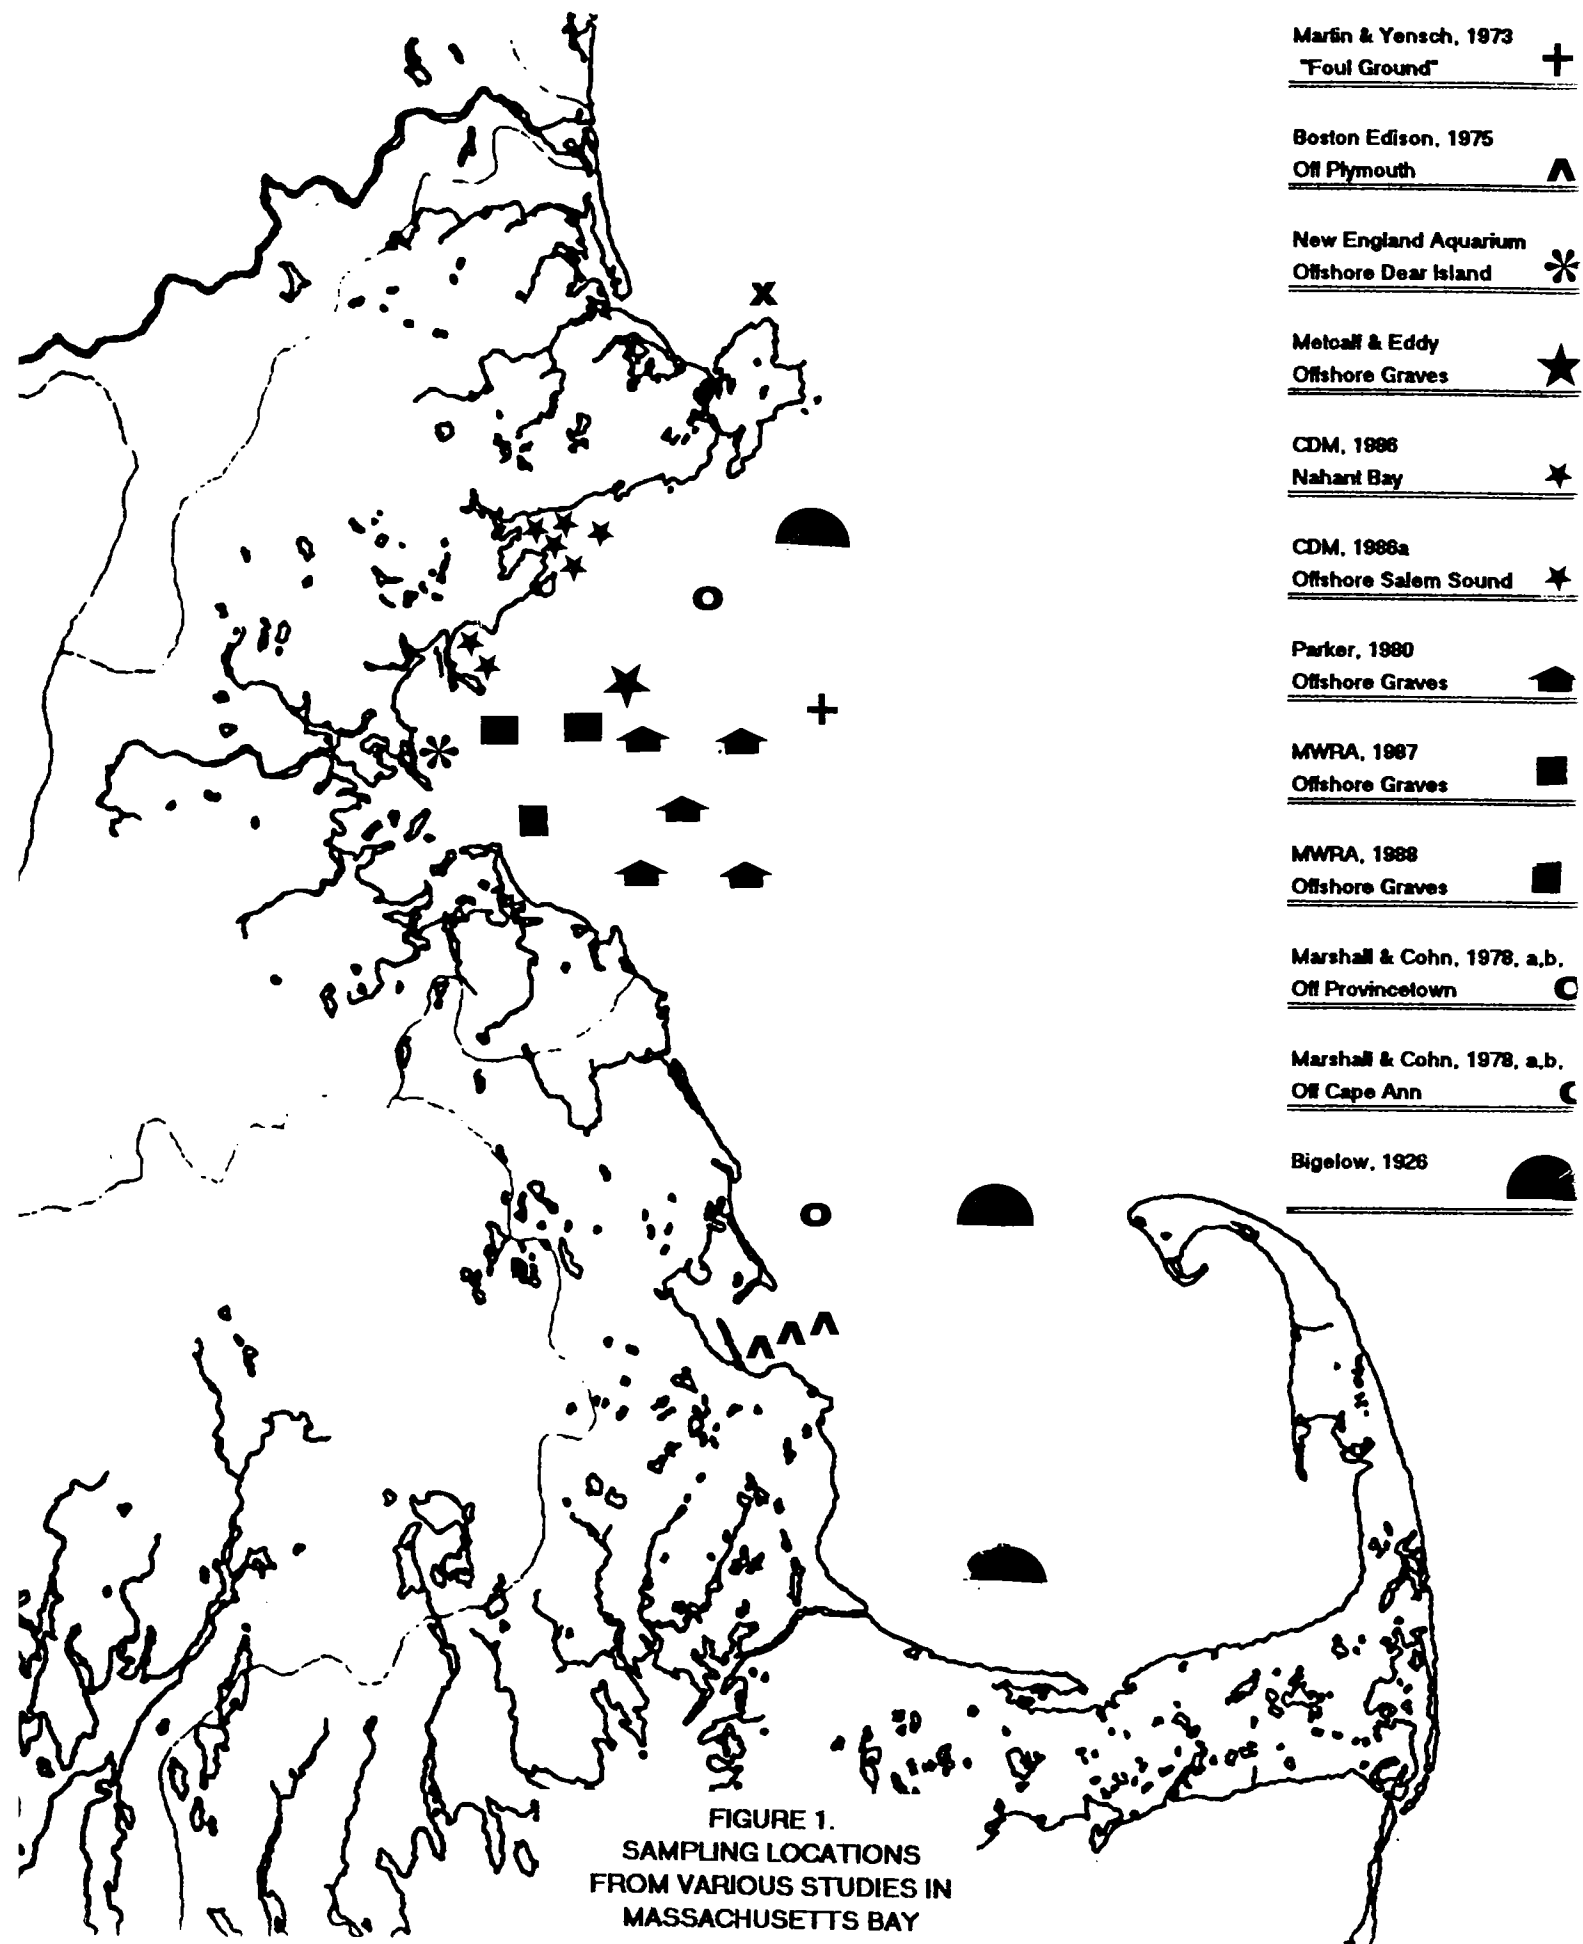 Martin & Yensch, 1973
"Foul Ground"
Boston Edison, 1975
Off Plymouth
New England Aquarium
Offshore Dear Island
Metcalf & Eddy
Offshore Graves
CDM, 1986
Nahant Bay
CDM, 1986a
Offshore Salem Sound
Parker, 1980
Offshore Graves
MWRA, 1987
Offshore Graves
MWRA, 1988
Offshore Graves
Marshall & Cohn, 1978, a,b,
Off Provincetown
Marshall & Cohn, 1978, a,b,
Off Cape Ann
Bigelow, 1926
x
FIGURE 1.
SAMPLING LOCATIONS
FROM VARIOUS STUDIES IN
MASSACHUSETTS BAY